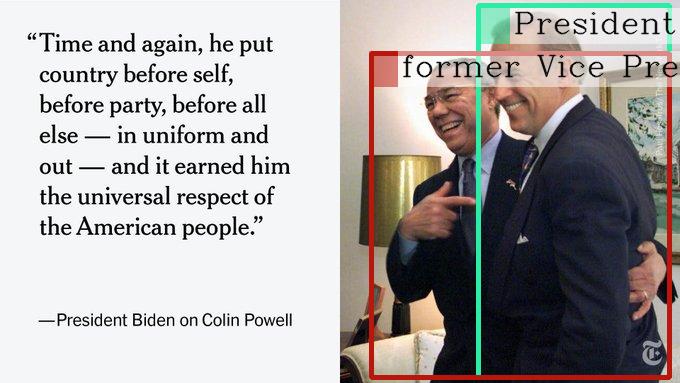 “Time and again, he put
country before self,
before party, before all
else — in uniform and
out — and it earned him
the universal respect of
the American people.”
—President Biden on Colin Powell
President
former Vice Pre
T